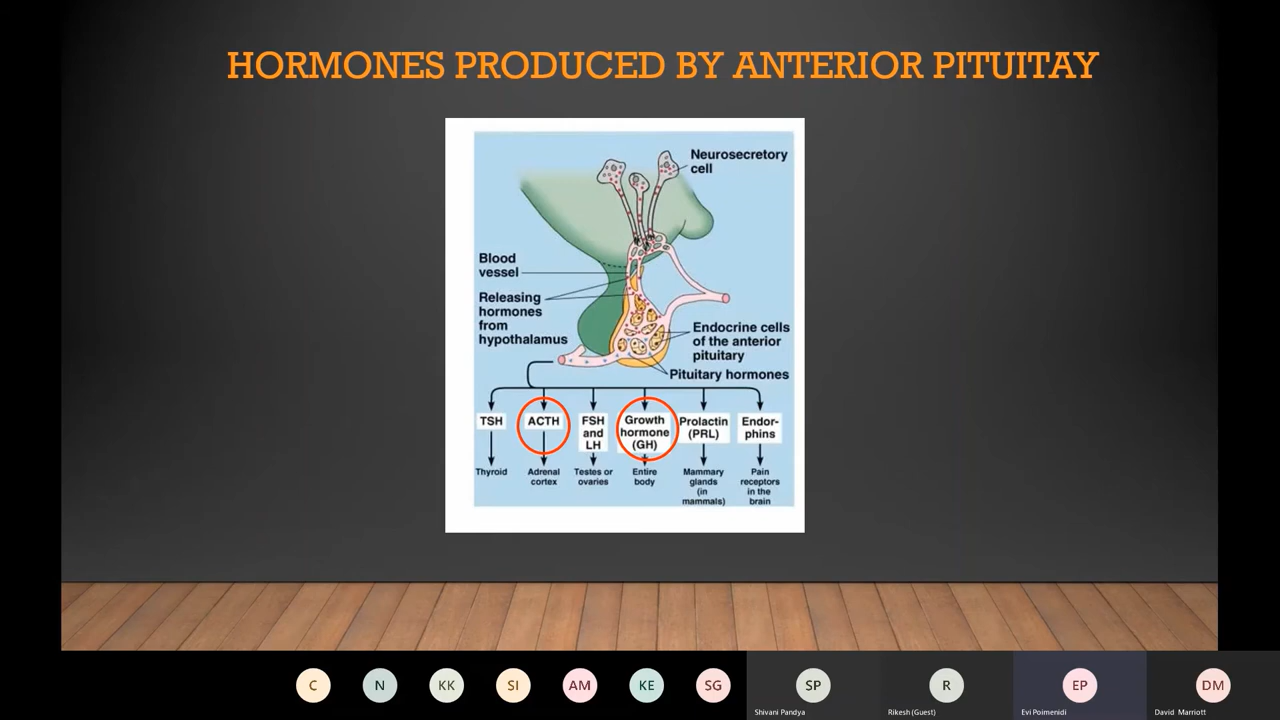 HORMONES PRODUCED BY ANTERIOR PITUITAY
Neurosecretory
cell
Blood
vessel
Releasing
hormones
from
hypothalamus
Endocrine cells
of the anterior
pituitary
Pituitary hormones
TSH
ACTH
FSH
and
LH
Growth
hormone
(GH)
Prolactin
(PRL)
Endor-
phins
Thyroid
Adrenal
cortex
Testes or
ovaries
Entire
body
Mammary
glands
(in
mammals)
Pain
receptors
in the
brain
C
N
KK
SI
AM
KE
SG
SP
Shivani Pandya
R
Rikesh (Guest)
EP
Evi Poimenidi
DM
David Marriott